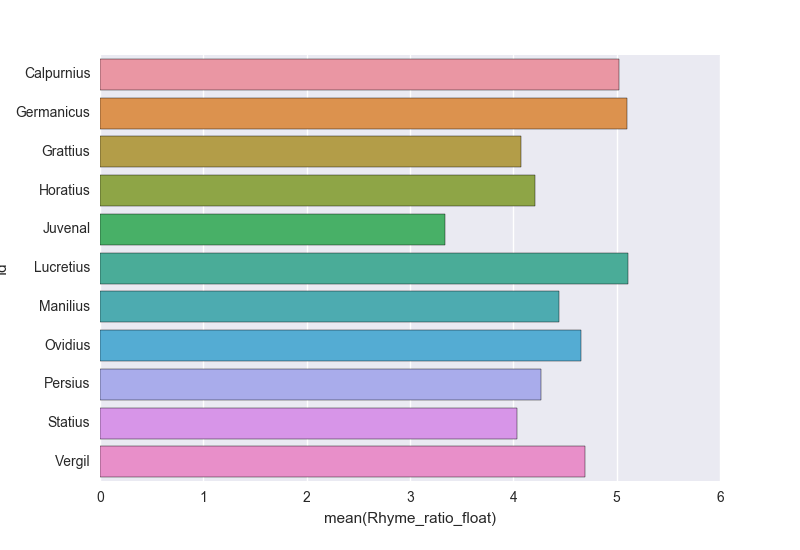 Calpurnius
Germanicus
Grattius
Horatius
Juvenal
Lucretius
Manilius
Ovidius
Persius
Statius
Vergil
0 1 2 3 4 5 6
mean(Rhyme_ratio_float)